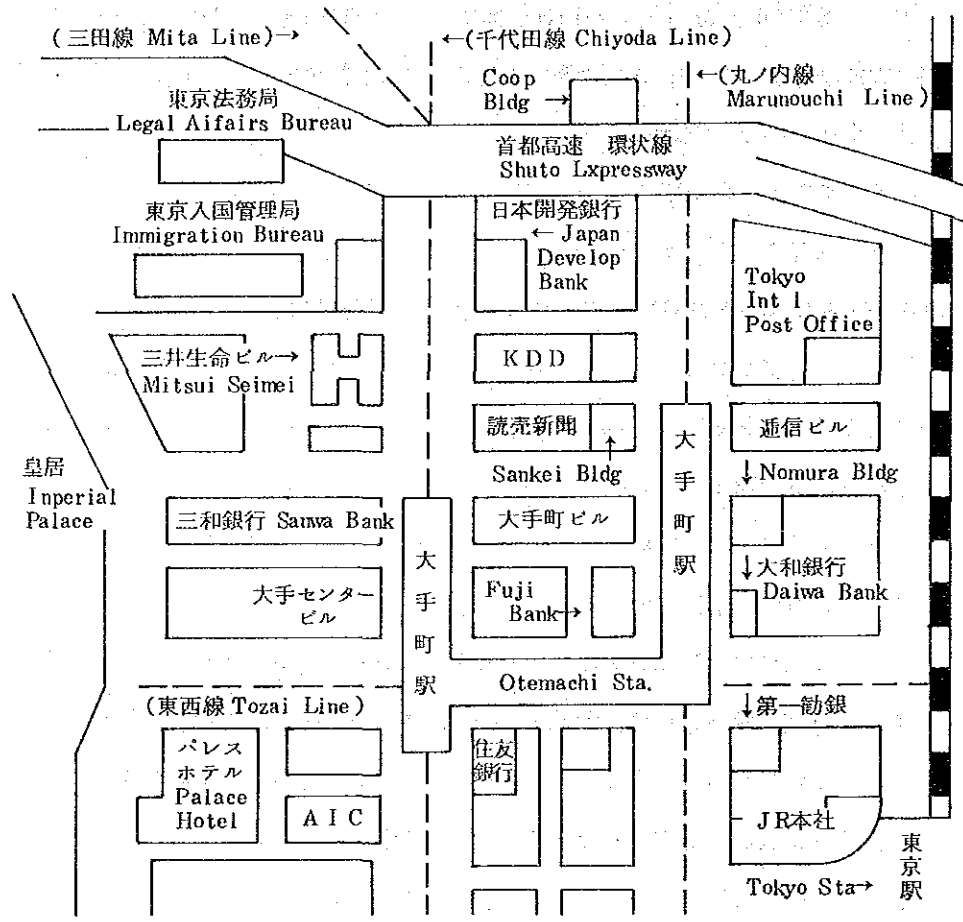 (三田線 Mita Line)→
←(千代田線 Chiyoda Line)
←(丸ノ内線
Marunouchi Line)
Coop
Bldg →
東京法務局
Legal Aifairs Bureau
首都高速 環状線
Shuto Lxpressway
東京入国管理局
Immigration Bureau
日本開発銀行
← Japan
Develop
Bank
Tokyo
Int l
Post Office
三井生命ビル→
Mitsui Seimei
KDD
読売新聞
Sankei Bldg
↑
逓信ビル
↓ Nomura Bldg
皇居
Inperial
Palace
三和銀行 Sanwa Bank
大手町ビル
大手町駅
大手町駅
↓大和銀行
Daiwa Bank
大手センター
ビル
Fuji
Bank→
Otemachi Sta.
(東西線 Tozai Line)
↓第一勧銀
パレス
ホテル
Palace
Hotel
AIC
住友
銀行
JR本社
東京駅
Tokyo Sta→